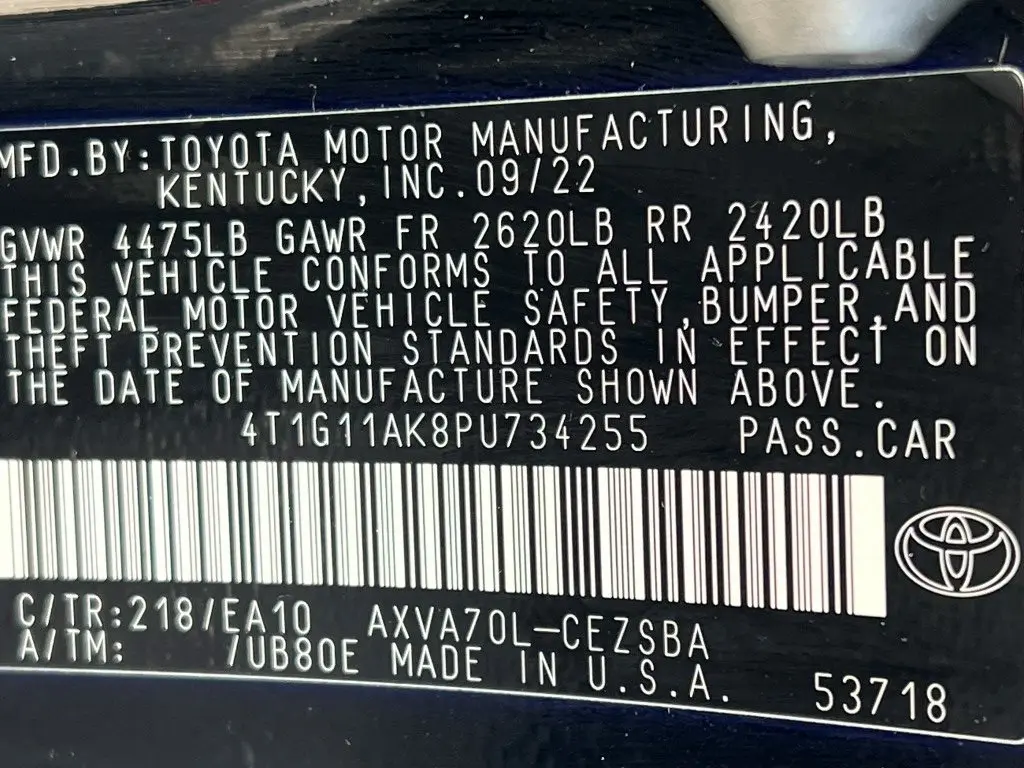 MFD.BY:TOYOTA MOTOR MANUFACTURING,
KENTUCKY,INC.09/22
GVWR 4475LB GAWR FR 2620LB RR 2420LB
THIS VEHICLE CONFORMS TO ALL APPLICABLE
FEDERAL MOTOR VEHICLE SAFETY,BUMPER,AND
THEFT PREVENTION STANDARDS IN EFFECT ON
THE DATE OF MANUFACTURE SHOWN ABOVE.
4T1G11AK8PU734255 PASS.CAR
C/TR:218/EA10 AXVA70L-CEZSBA
A/TM: /UB80E MADE IN U.S.A.
53718